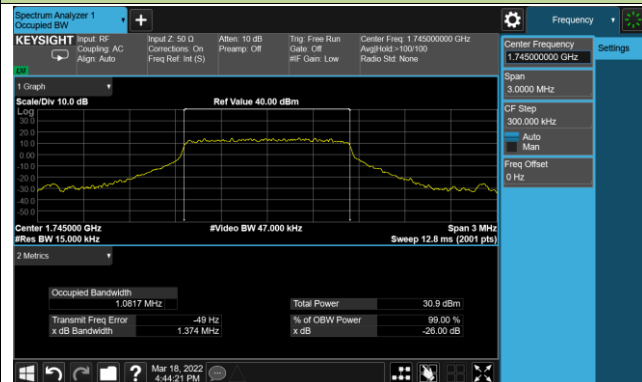 Spectrum Analyzer 1
Occupied BW
Frequency
KEYSIGHT
Input: RF
Coupling: AC
Align: Auto
Input Z: 50 Ω
Corrections: On
Freq Ref: Int (S)
Atten: 10 dB
Preamp: Off
Trig: Free Run
Gate: Off
#IF Gain: Low
Center Freq: 1.745000000 GHz
Avg|Hold:>100/100
Radio Std: None
Center Frequency
1.745000000 GHz
Settings
Span
3.0000 MHz
CF Step
300.000 kHz
Auto
Man
Freq Offset
0 Hz
1 Graph
Scale/Div 10.0 dB
Ref Value 40.00 dBm
Log
30.0
20.0
10.0
0.00
-10.0
-20.0
-30.0
-40.0
-50.0
Center 1.745000 GHz
#Video BW 47.000 kHz
Span 3 MHz
#Res BW 15.000 kHz
Sweep 12.8 ms (2001 pts)
2 Metrics
Occupied Bandwidth
1.0817 MHz
Total Power
30.9 dBm
Transmit Freq Error
-49 Hz
% of OBW Power
99.00 %
x dB Bandwidth
1.374 MHz
x dB
-26.00 dB
Mar 18, 2022
4:44:21 PM